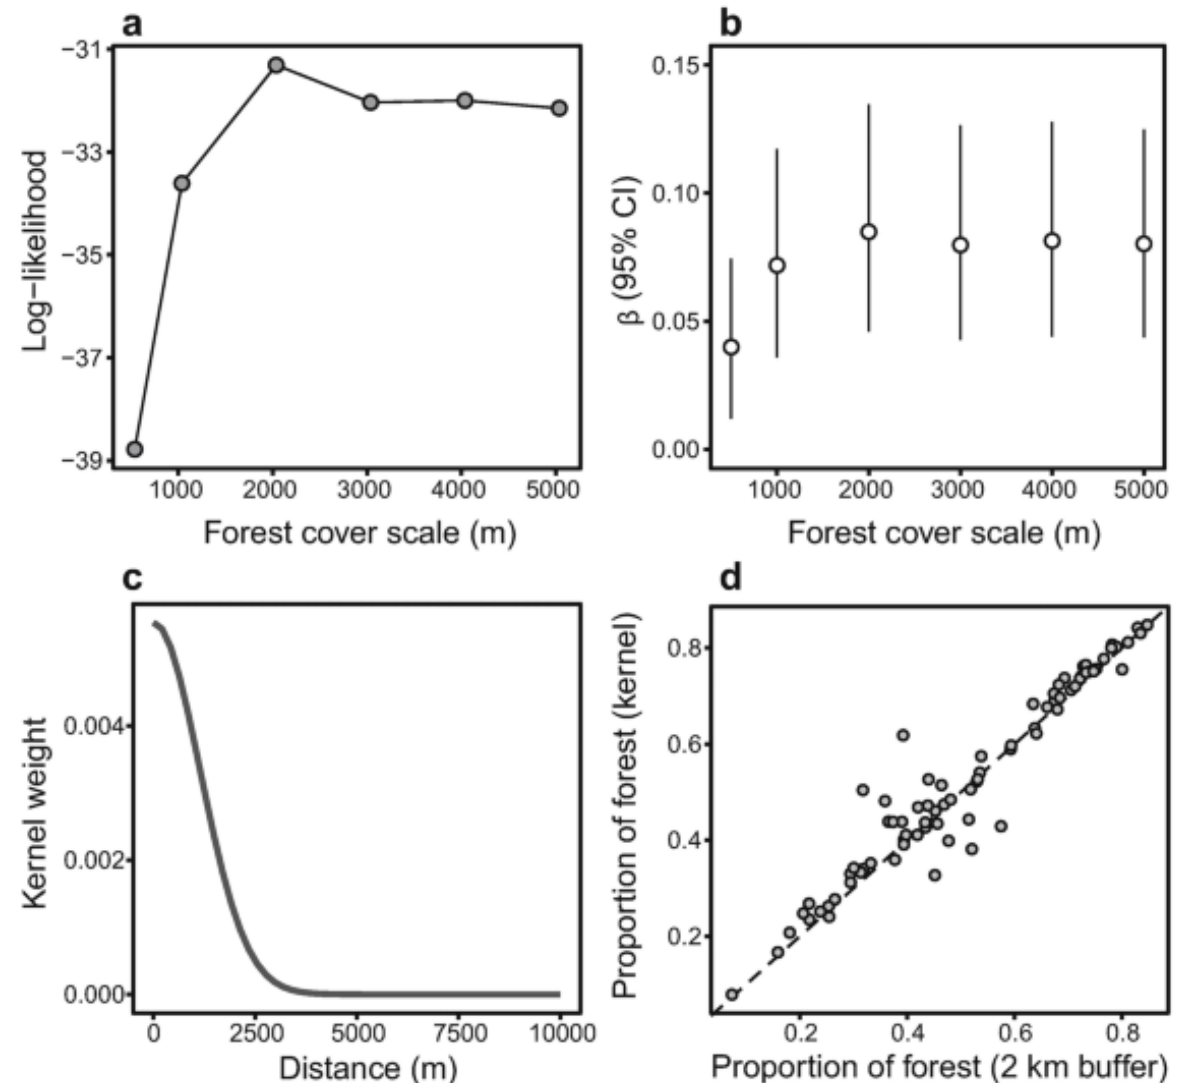 a
−31
−33
−35
−37
−39
Log−likelihood
1000 2000 3000 4000 5000
Forest cover scale (m)
b
0.15
0.10
0.05
0.00
β (95% CI)
1000 2000 3000 4000 5000
Forest cover scale (m)
c
0.004
0.002
0.000
Kernel weight
0 2500 5000 7500 10000
Distance (m)
d
0.8
0.6
0.4
0.2
Proportion of forest (kernel)
0.2 0.4 0.6 0.8
Proportion of forest (2 km buffer)